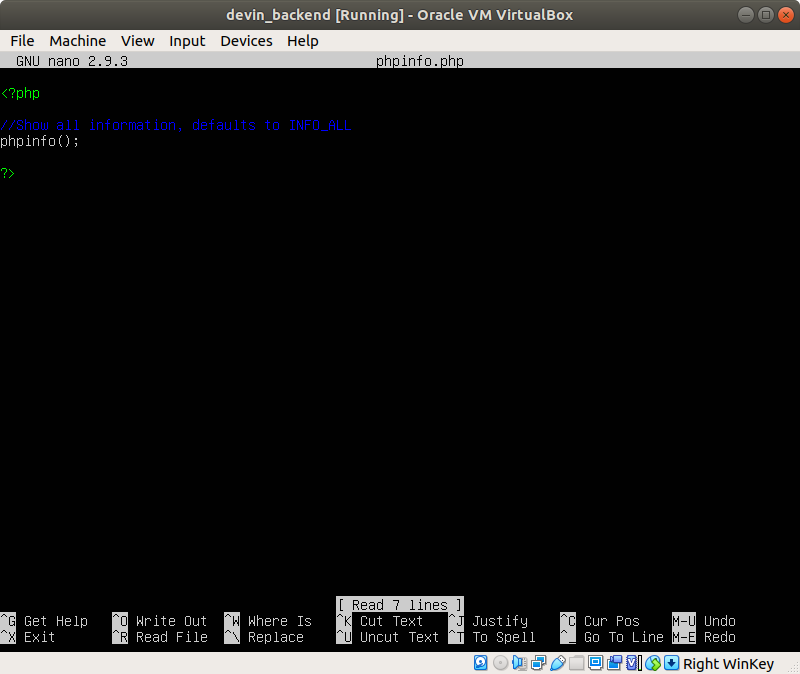 devin_backend [Running] - Oracle VM VirtualBox
File Machine View Input Devices Help
GNU nano 2.9.3 phpinfo.php
<?php
//Show all information, defaults to INFO_ALL
phpinfo();
?>
[ Read 7 lines ]
^G Get Help ^O Write Out ^W Where Is ^K Cut Text ^J Justify ^C Cur Pos M-U Undo
^X Exit ^R Read File ^\ Replace ^U Uncut Text ^T To Spell ^_ Go To Line M-E Redo
Right WinKey